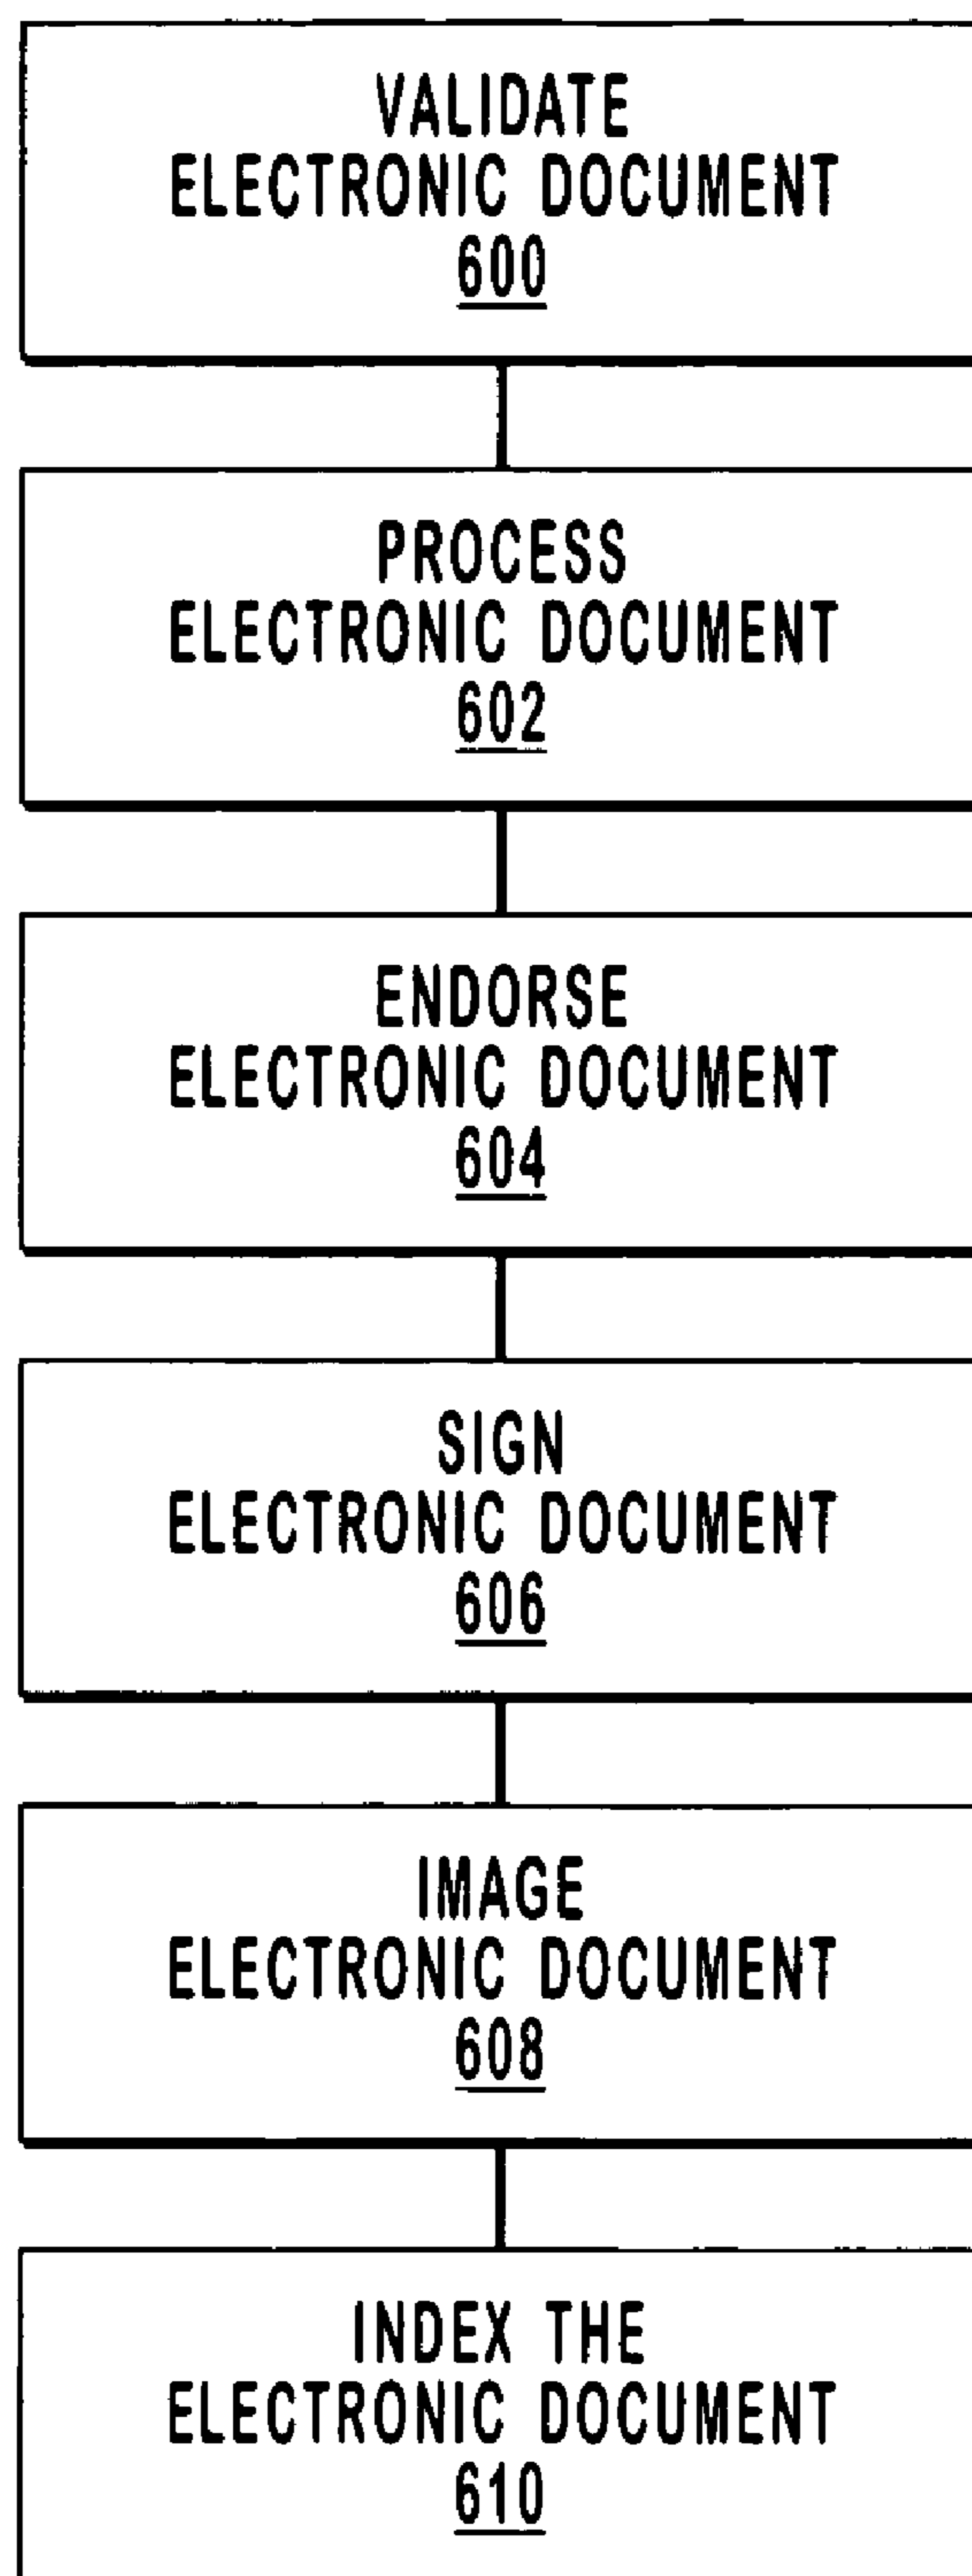 VALIDATE
ELECTRONIC DOCUMENT
600
PROCESS
ELECTRONIC DOCUMENT
602
ENDORSE
ELECTRONIC DOCUMENT
604
SIGN
ELECTRONIC DOCUMENT
606
IMAGE
ELECTRONIC DOCUMENT
608
INDEX THE
ELECTRONIC DOCUMENT
610